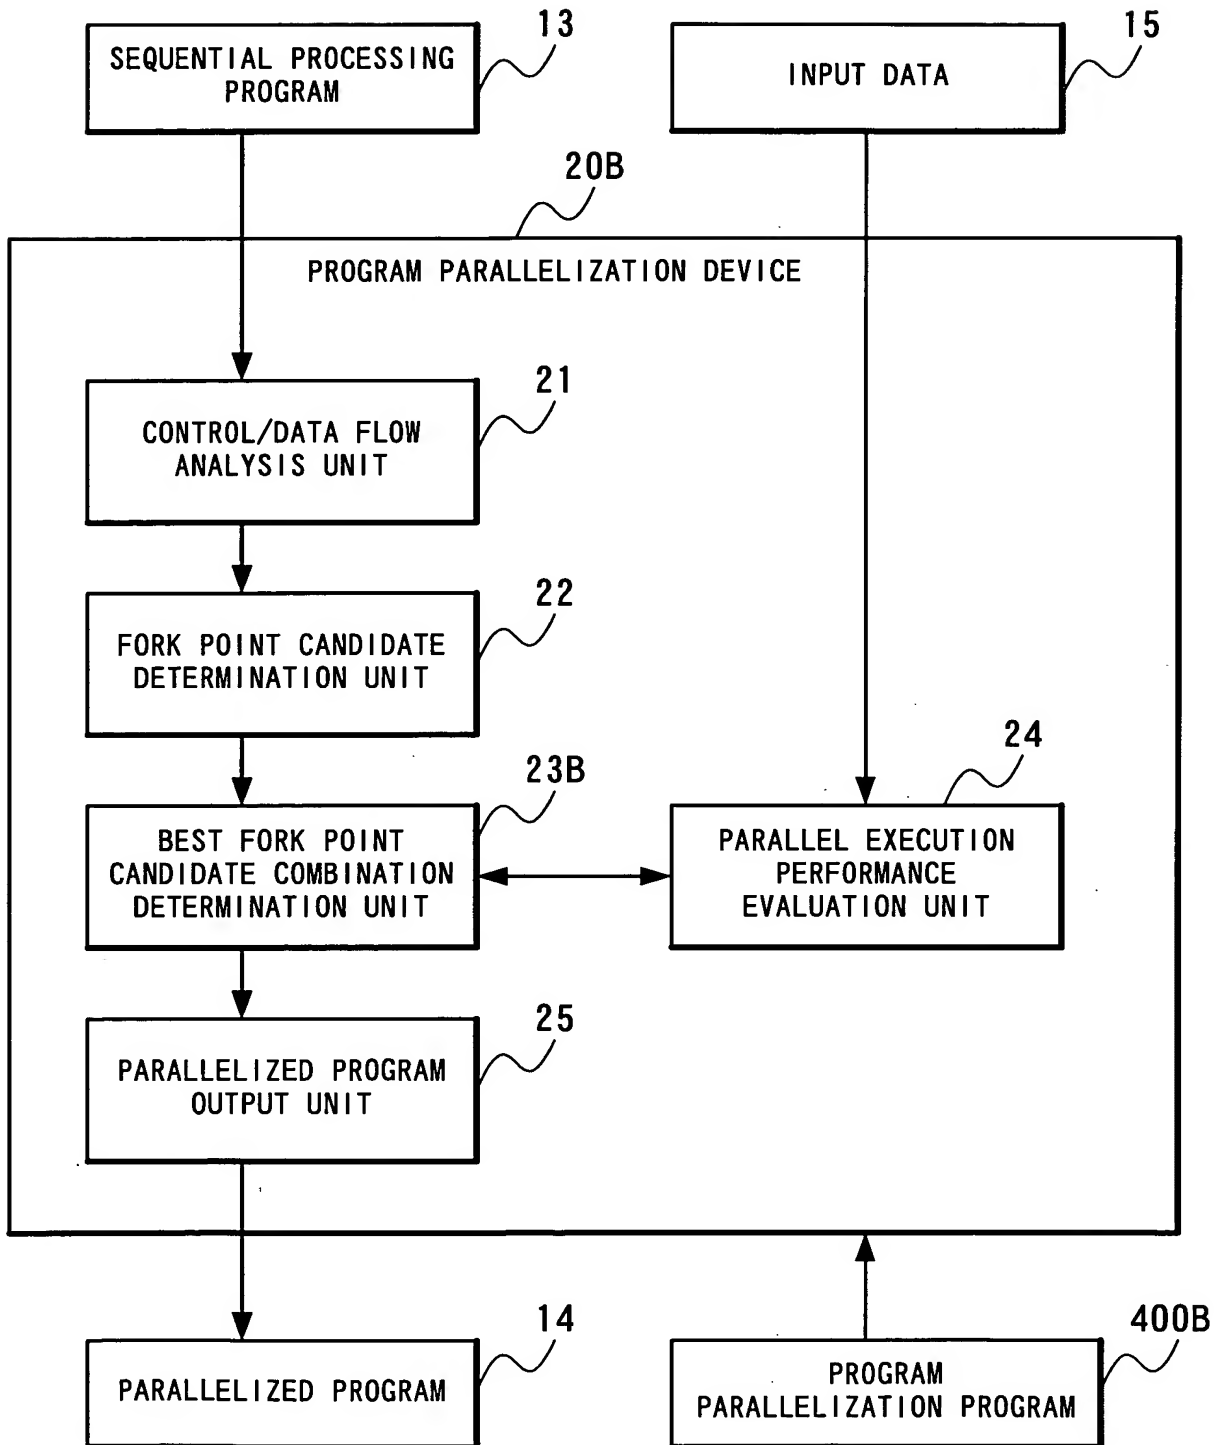 13
SEQUENTIAL PROCESSING
PROGRAM
15
INPUT DATA
20B
PROGRAM PARALLELIZATION DEVICE
21
CONTROL/DATA FLOW
ANALYSIS UNIT
22
FORK POINT CANDIDATE
DETERMINATION UNIT
23B
BEST FORK POINT
CANDIDATE COMBINATION
DETERMINATION UNIT
24
PARALLEL EXECUTION
PERFORMANCE
EVALUATION UNIT
25
PARALLELIZED PROGRAM
OUTPUT UNIT
14
PARALLELIZED PROGRAM
400B
PROGRAM
PARALLELIZATION PROGRAM